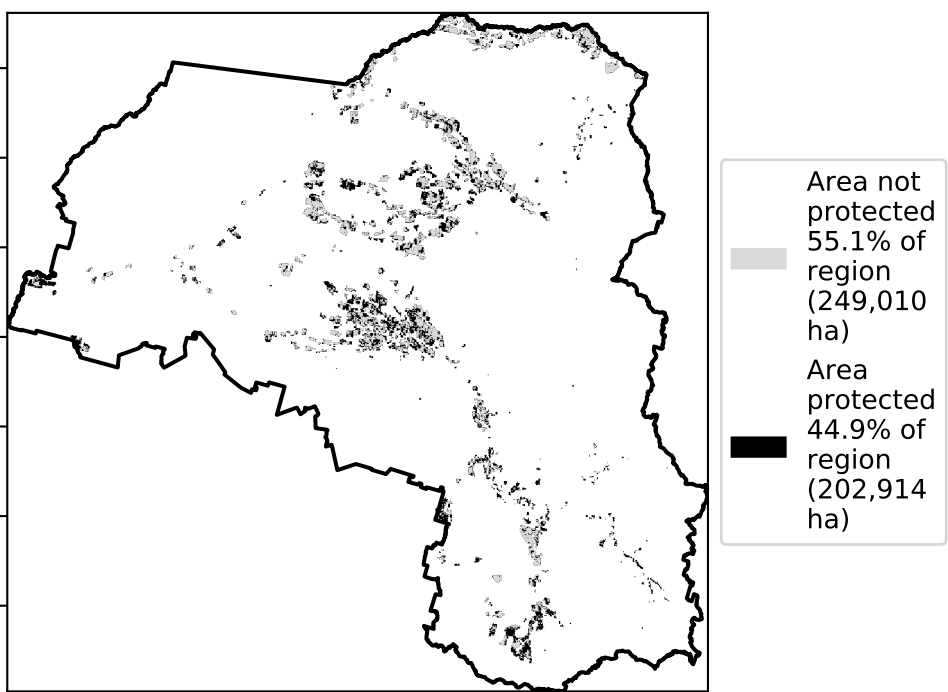 Area not
protected
55.1% of
region
(249,010
ha)
Area
protected
44.9% of
region
(202,914
ha)